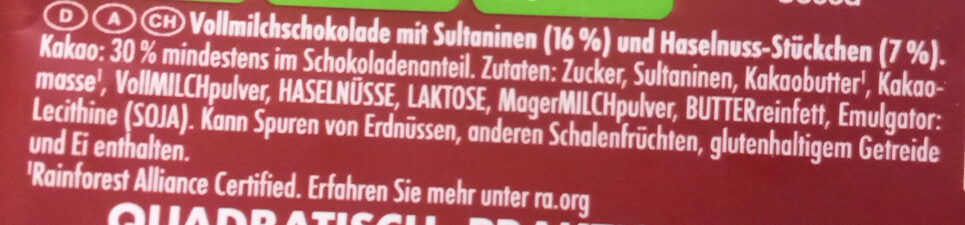 D A CH Vollmilchschokolade mit Sultaninen (16 %) und Haselnuss-Stückchen (7 %).
Kakao: 30 % mindestens im Schokoladenanteil. Zutaten: Zucker, Sultaninen, Kakaobutter¹, Kakao-
masse¹, VollMILCHpulver, HASELNÜSSE, LAKTOSE, MagerMILCHpulver, BUTTERreinfett, Emulgator:
Lecithine (SOJA). Kann Spuren von Erdnüssen, anderen Schalenfrüchten, glutenhaltigem Getreide
und Ei enthalten.
¹Rainforest Alliance Certified. Erfahren Sie mehr unter ra.org